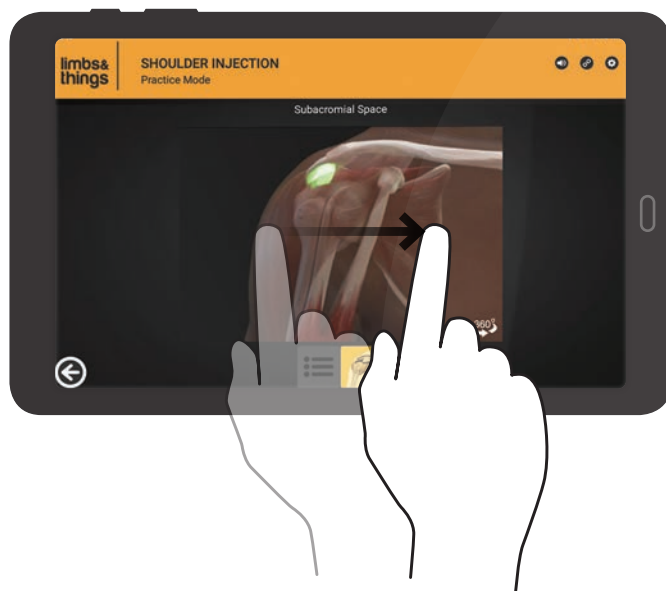 limbs&
things
SHOULDER INJECTION
Practice Mode
Subacromial Space
360°